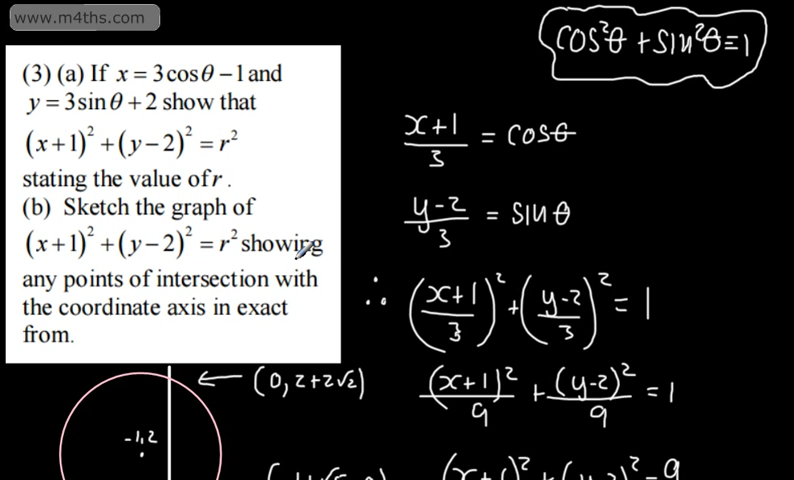 www.m4ths.com
cos²θ + sin²θ = 1
(3) (a) If x = 3cosθ − 1 and
y = 3sinθ + 2 show that
(x+1)² + (y−2)² = r²
stating the value of r .
(b) Sketch the graph of
(x+1)² + (y−2)² = r² showing
any points of intersection with
the coordinate axis in exact
from.
(x+1)/3 = cosθ
(y-2)/3 = sin θ
∴ ((x+1)/3)² + ((y-2)/3)² = 1
← (0, 2+2√2)
(x+1)²/9 + (y-2)²/9 = 1
-1, 2
(x+1)² + (y-2)² = 9